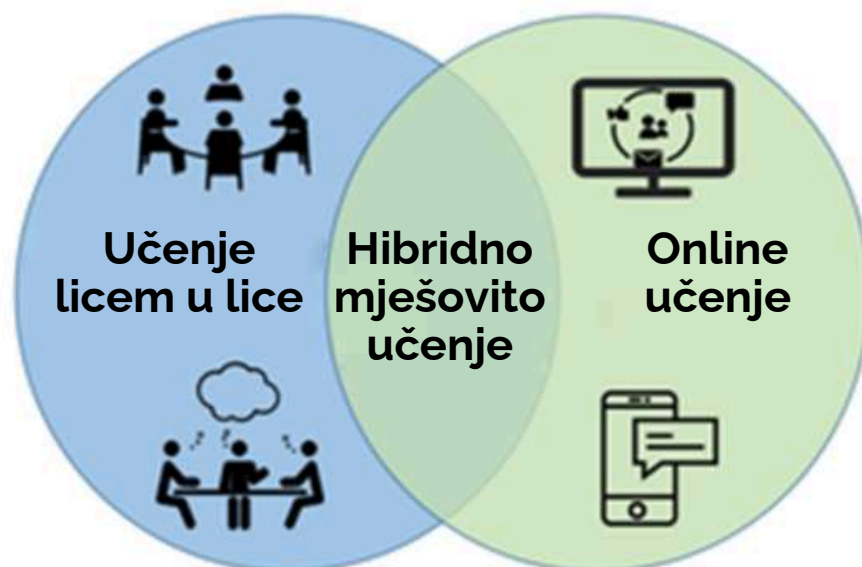 Učenje
licem u lice
Hibridno
mješovito
učenje
Online
učenje